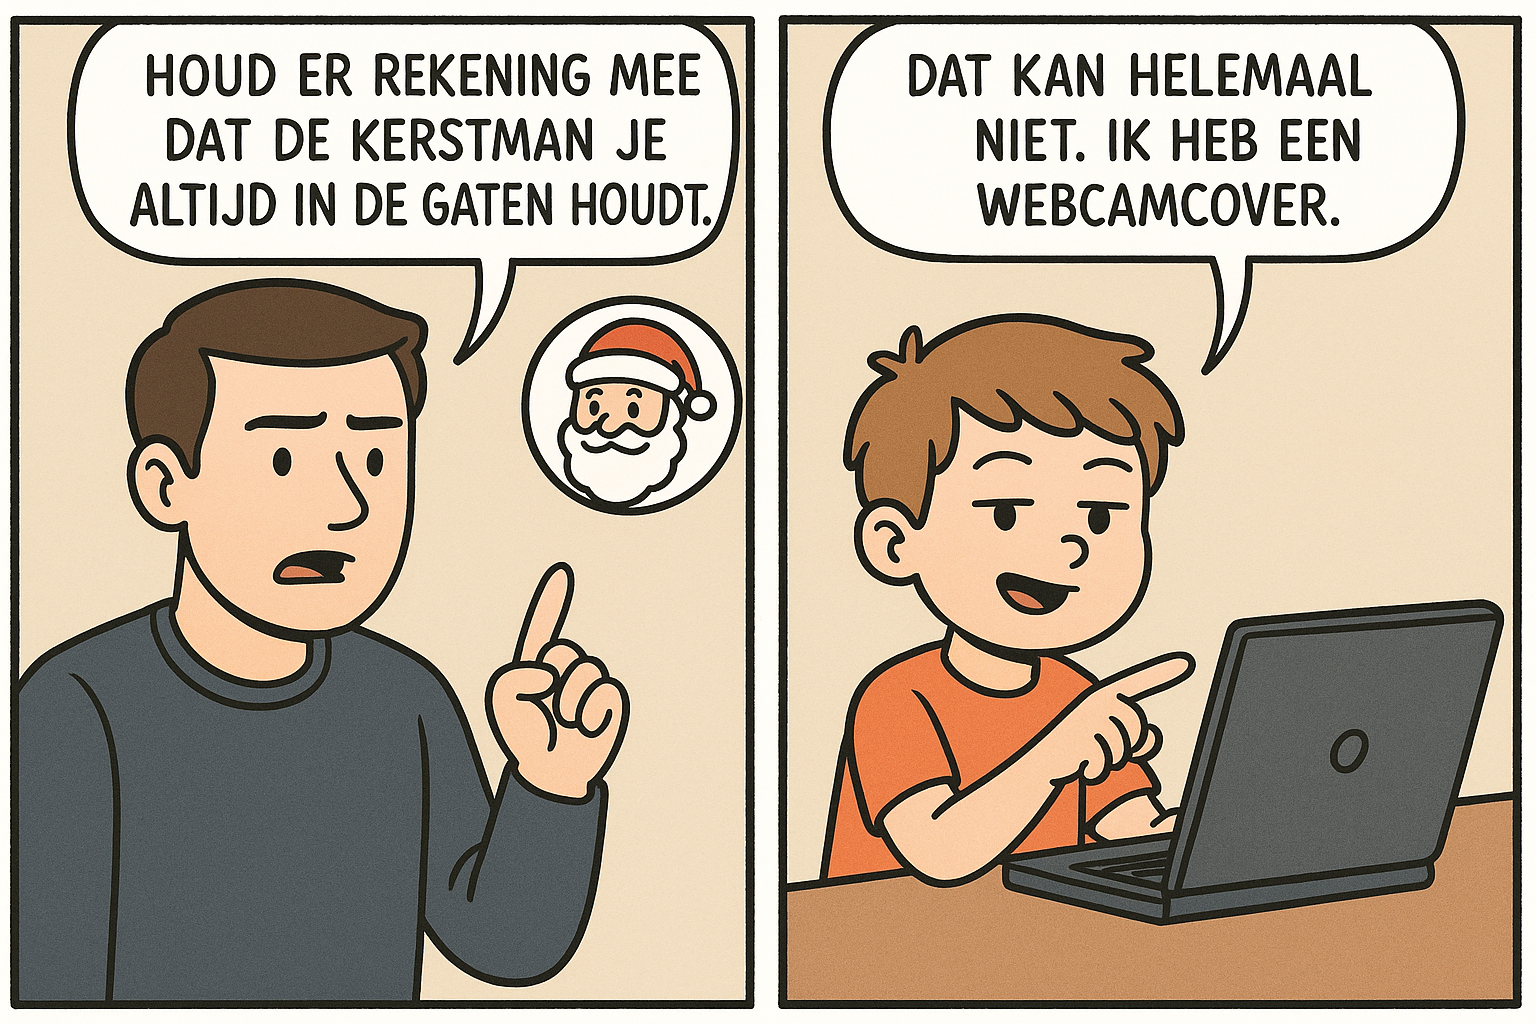 HOUD ER REKENING MEE
DAT DE KERSTMAN JE
ALTIJD IN DE GATEN HOUDT.
DAT KAN HELEMAAL
NIET. IK HEB EEN
WEBCAMCOVER.